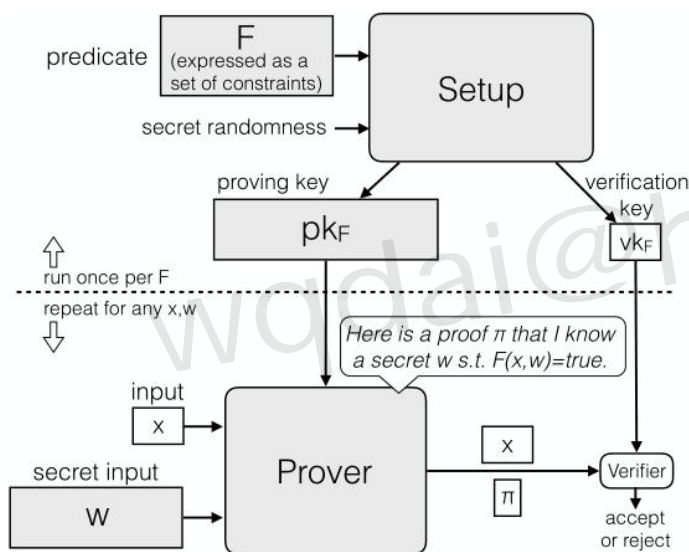 F
predicate
(expressed as a
set of constraints)
Setup
secret randomness
proving key
verification
key
pkF
vkF
run once per F
repeat for any x,w
wqdai@h
Here is a proof π that I know
a secret w s.t. F(x,w)=true.
input
x
Prover
x
π
Verifier
secret input
w
accept
or reject